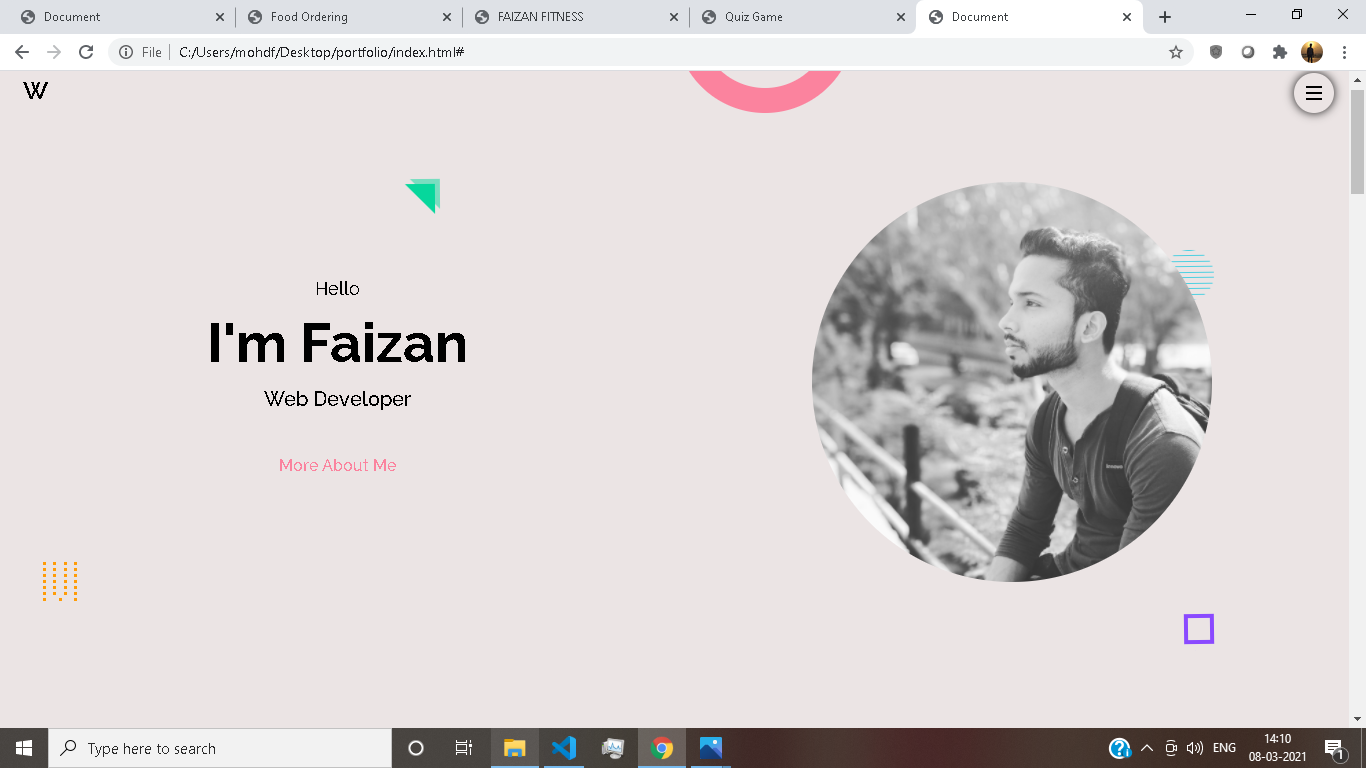 Document
Food Ordering
FAIZAN FITNESS
Quiz Game
Document
File
C:/Users/mohdf/Desktop/portfolio/index.html#
W
Hello
I'm Faizan
Web Developer
More About Me
Type here to search
ENG
14:10
08-03-2021
1